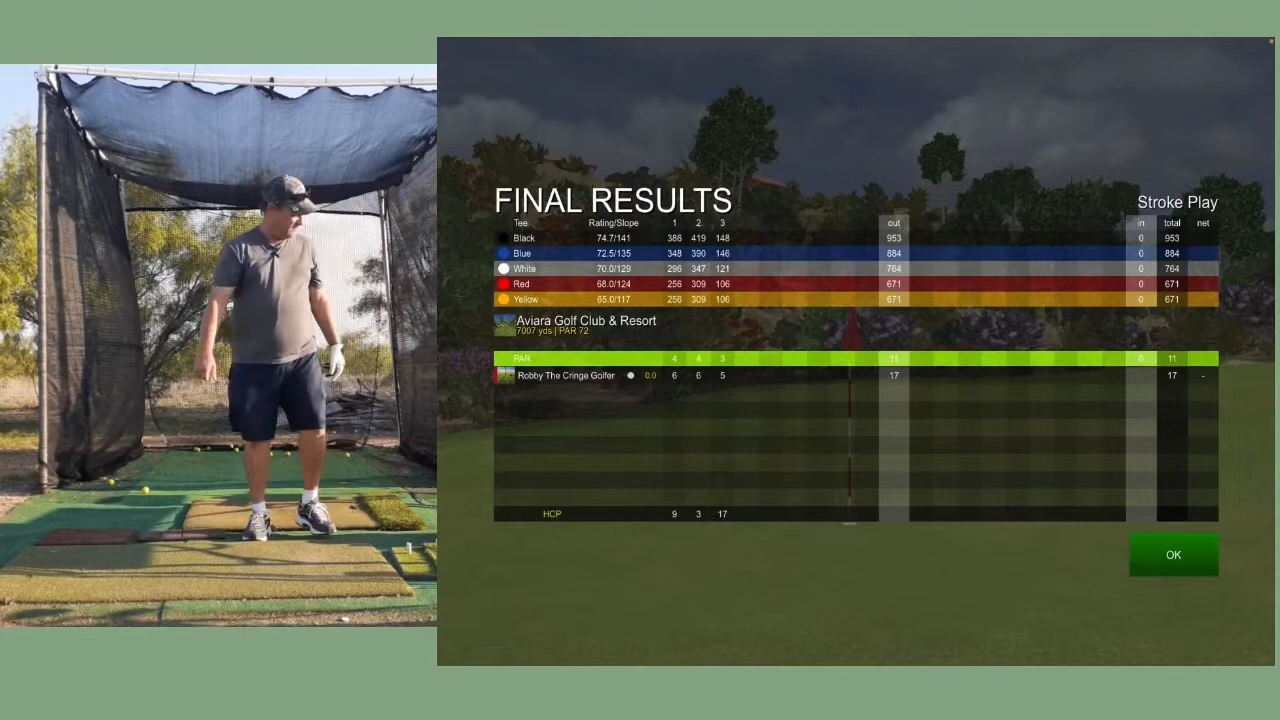 FINAL RESULTS
Stroke Play
Tee Rating/Slope 1 2 3 out in total net
Black 74.7/141 386 419 148 953 0 953
Blue 72.5/135 348 390 146 884 0 884
White 70.0/129 296 347 121 764 0 764
Red 68.0/124 256 309 106 671 0 671
Yellow 65.0/117 256 309 106 671 0 671
Aviara Golf Club & Resort
7007 yds | PAR 72
PAR 4 4 3 11 0 11
Robby The Cringe Golfer 0.0 6 6 5 17 17 -
HCP 9 3 17
OK